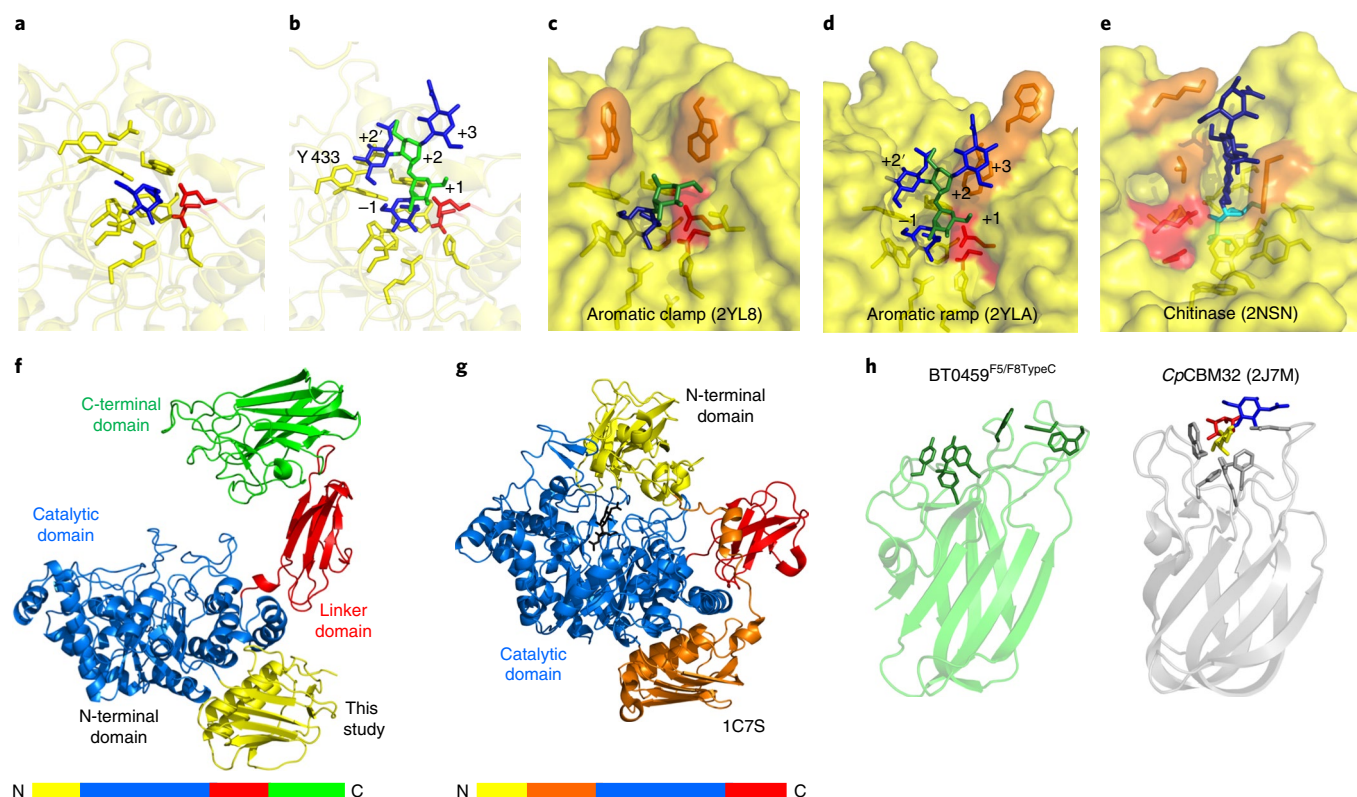 a
b
c
d
e
Y 433
+2′
+3
+2
+1
–1
Aromatic clamp (2YL8)
+2′
+3
+2
–1
+1
Aromatic ramp (2YLA)
Chitinase (2NSN)
f
C-terminal
domain
Catalytic
domain
Linker
domain
N-terminal
domain
This
study
N
C
g
N-terminal
domain
Catalytic
domain
1C7S
N
C
h
BT0459F5/F8TypeC
CpCBM32 (2J7M)